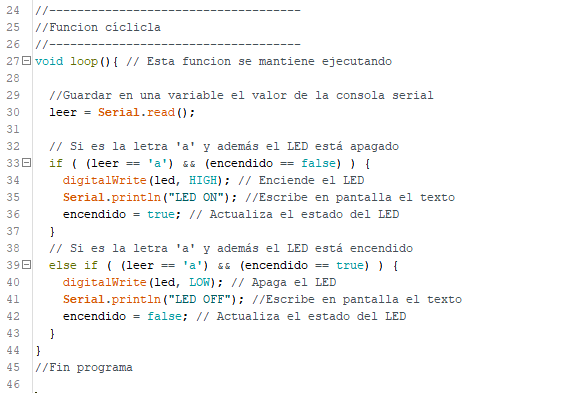 24 //------------------------------------
25 //Funcion cíclicla
26 //------------------------------------
27 void loop(){ // Esta funcion se mantiene ejecutando
28
29   //Guardar en una variable el valor de la consola serial
30   leer = Serial.read();
31
32   // Si es la letra 'a' y además el LED está apagado
33   if ( (leer == 'a') && (encendido == false) ) {
34     digitalWrite(led, HIGH); // Enciende el LED
35     Serial.println("LED ON"); //Escribe en pantalla el texto
36     encendido = true; // Actualiza el estado del LED
37   }
38   // Si es la letra 'a' y además el LED está encendido
39   else if ( (leer == 'a') && (encendido == true) ) {
40     digitalWrite(led, LOW); // Apaga el LED
41     Serial.println("LED OFF"); //Escribe en pantalla el texto
42     encendido = false; // Actualiza el estado del LED
43   }
44 }
45 //Fin programa
46